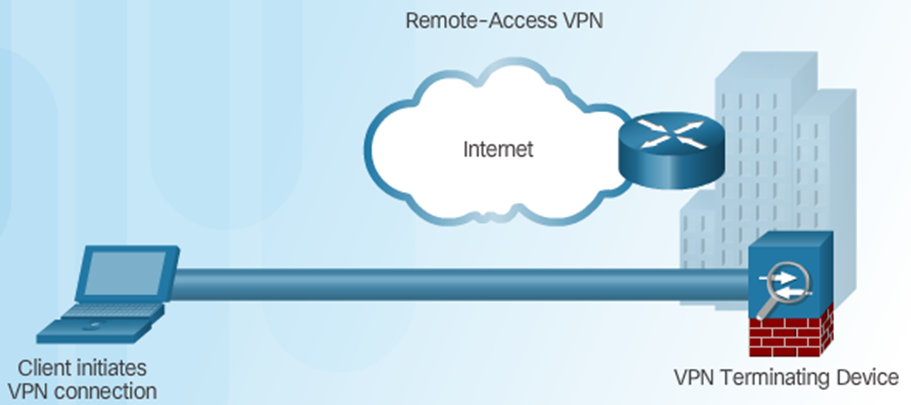 Remote-Access VPN
Internet
Client initiates
VPN connection
VPN Terminating Device